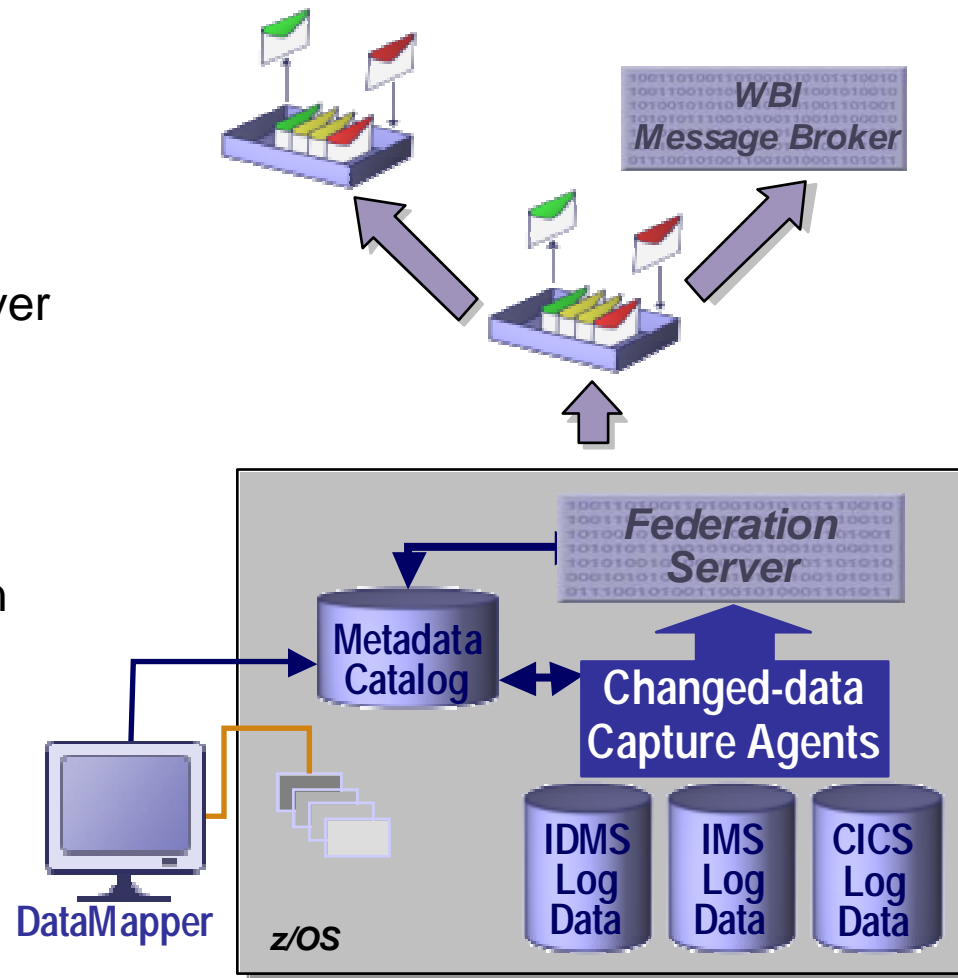 WBI
Message Broker
ver
n
Federation
Server
Metadata
Catalog
Changed-data
Capture Agents
IDMS
Log
Data
IMS
Log
Data
CICS
Log
Data
DataMapper
z/OS